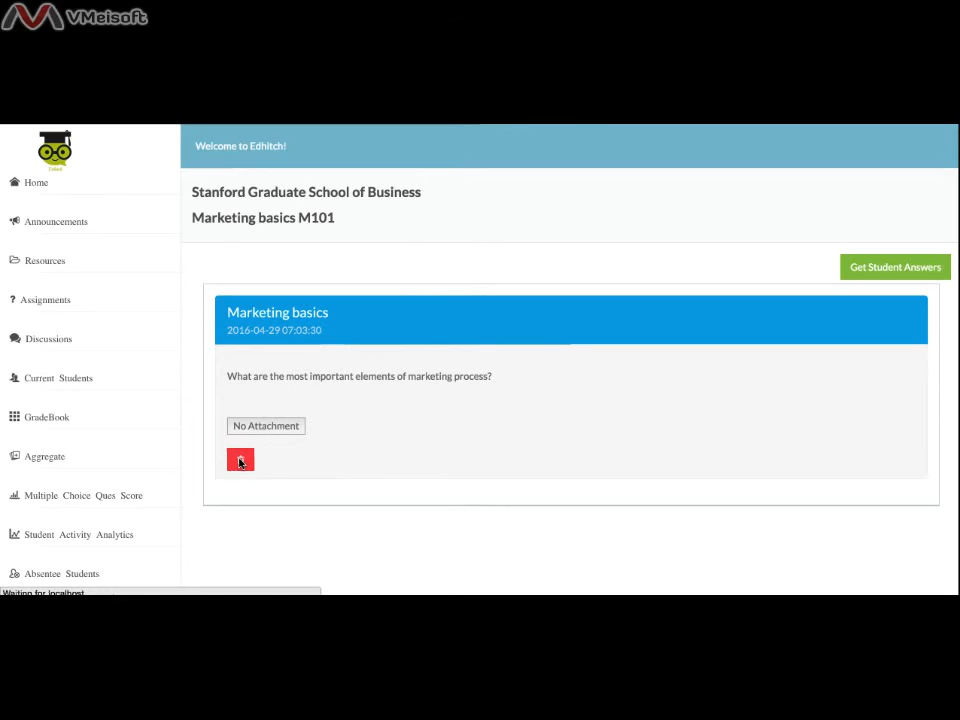 VMeisoft
Edhitch
Welcome to Edhitch!
Stanford Graduate School of Business
Marketing basics M101
Home
Announcements
Resources
? Assignments
Discussions
Current Students
GradeBook
Aggregate
Multiple Choice Ques Score
Student Activity Analytics
Absentee Students
Get Student Answers
Marketing basics
2016-04-29 07:03:30
What are the most important elements of marketing process?
No Attachment
Waiting for localhost